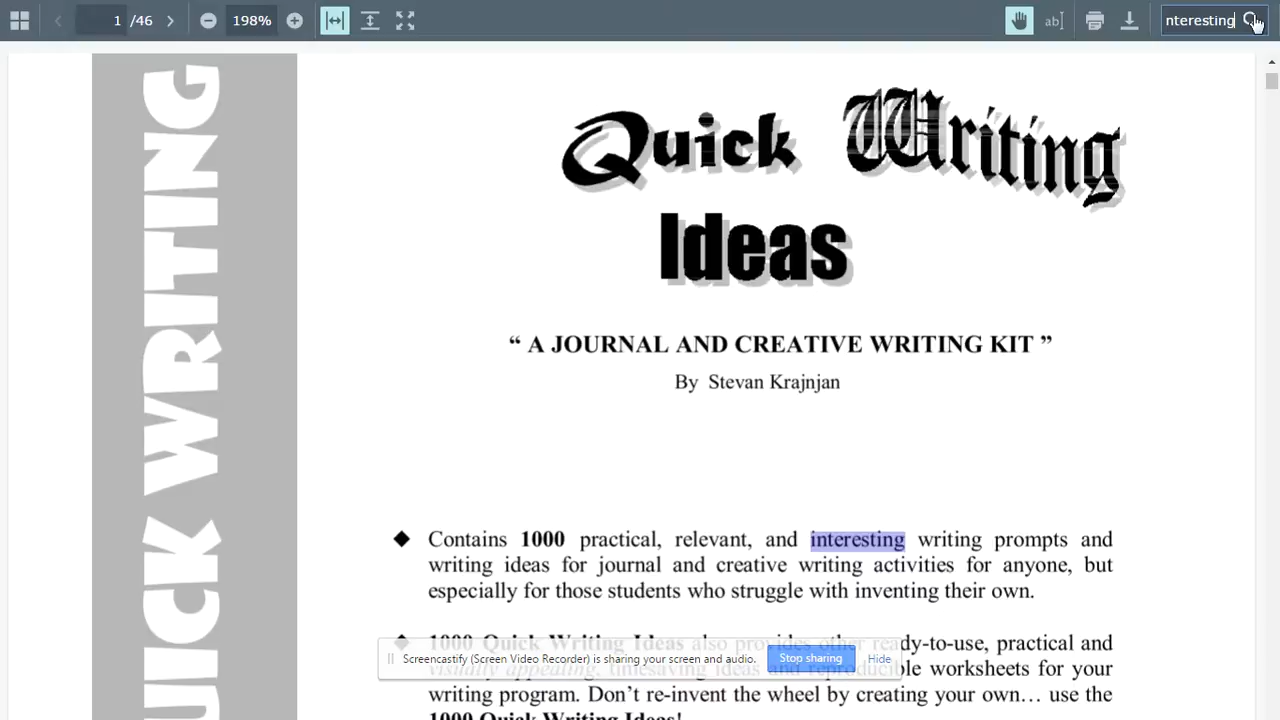 1 /46
198%
nteresting
QUICK WRITING
Quick Writing
Ideas
“ A JOURNAL AND CREATIVE WRITING KIT ”
By Stevan Krajnjan
◆ Contains 1000 practical, relevant, and interesting writing prompts and
writing ideas for journal and creative writing activities for anyone, but
especially for those students who struggle with inventing their own.
◆ 1000 Quick Writing Ideas also provides other ready-to-use, practical and
Screencastify (Screen Video Recorder) is sharing your screen and audio. Stop sharing Hide
visually appealing, timesaving ideas and reproducible worksheets for your
writing program. Don’t re-invent the wheel by creating your own… use the
1000 Quick Writing Ideas!